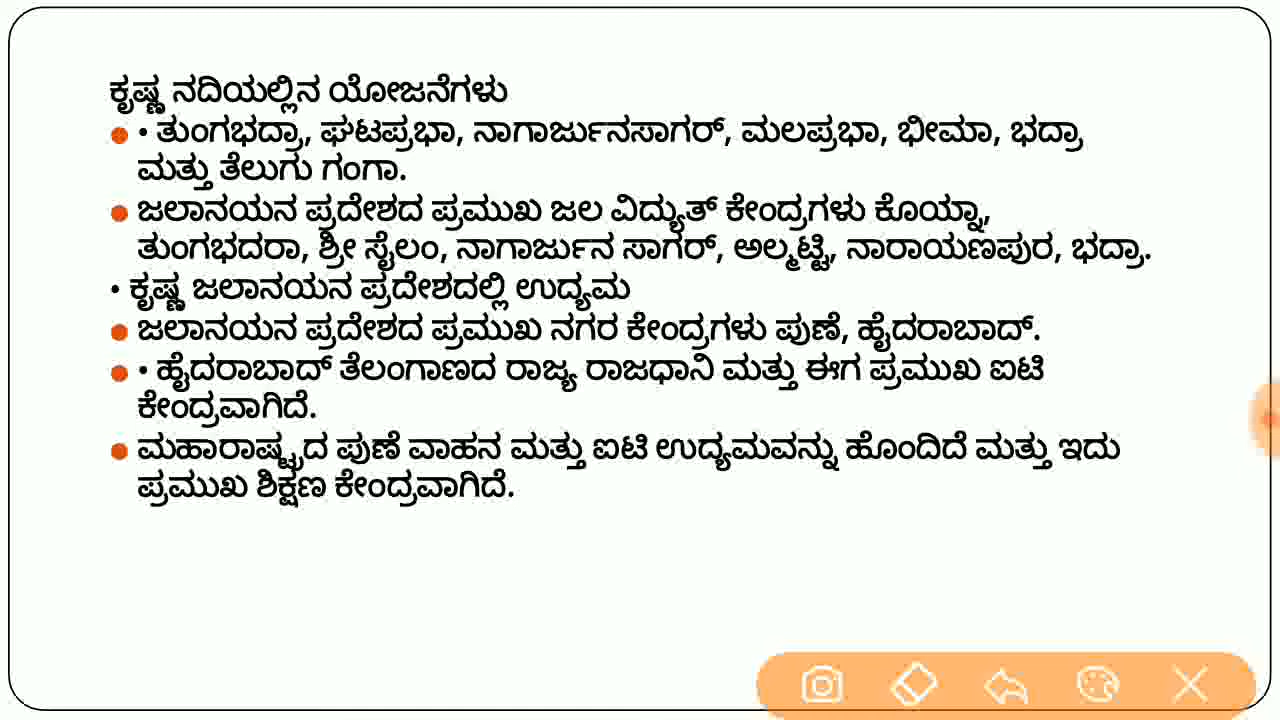 ಕೃಷ್ಣ ನದಿಯಲ್ಲಿನ ಯೋಜನೆಗಳು
• ತುಂಗಭದ್ರಾ, ಘಟಪ್ರಭಾ, ನಾಗಾರ್ಜುನಸಾಗರ್, ಮಲಪ್ರಭಾ, ಭೀಮಾ, ಭದ್ರಾ
ಮತ್ತು ತೆಲುಗು ಗಂಗಾ.
ಜಲಾನಯನ ಪ್ರದೇಶದ ಪ್ರಮುಖ ಜಲ ವಿದ್ಯುತ್ ಕೇಂದ್ರಗಳು ಕೊಯ್ನಾ,
ತುಂಗಭದರಾ, ಶ್ರೀ ಸೈಲಂ, ನಾಗಾರ್ಜುನ ಸಾಗರ್, ಅಲ್ಮಟ್ಟಿ, ನಾರಾಯಣಪುರ, ಭದ್ರಾ.
• ಕೃಷ್ಣ ಜಲಾನಯನ ಪ್ರದೇಶದಲ್ಲಿ ಉದ್ಯಮ
ಜಲಾನಯನ ಪ್ರದೇಶದ ಪ್ರಮುಖ ನಗರ ಕೇಂದ್ರಗಳು ಪುಣೆ, ಹೈದರಾಬಾದ್.
• ಹೈದರಾಬಾದ್ ತೆಲಂಗಾಣದ ರಾಜ್ಯ ರಾಜಧಾನಿ ಮತ್ತು ಈಗ ಪ್ರಮುಖ ಐಟಿ
ಕೇಂದ್ರವಾಗಿದೆ.
ಮಹಾರಾಷ್ಟ್ರದ ಪುಣೆ ವಾಹನ ಮತ್ತು ಐಟಿ ಉದ್ಯಮವನ್ನು ಹೊಂದಿದೆ ಮತ್ತು ಇದು
ಪ್ರಮುಖ ಶಿಕ್ಷಣ ಕೇಂದ್ರವಾಗಿದೆ.